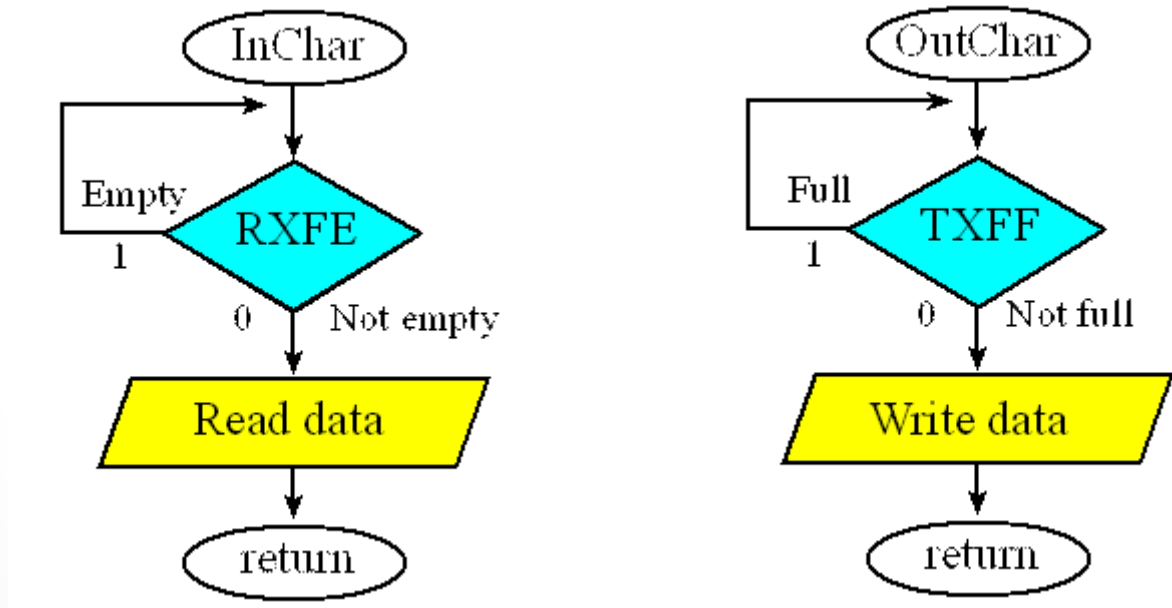 InChar
Empty
RXFE
1
0
Not empty
Read data
return
OutChar
Full
TXFF
1
0
Not full
Write data
return